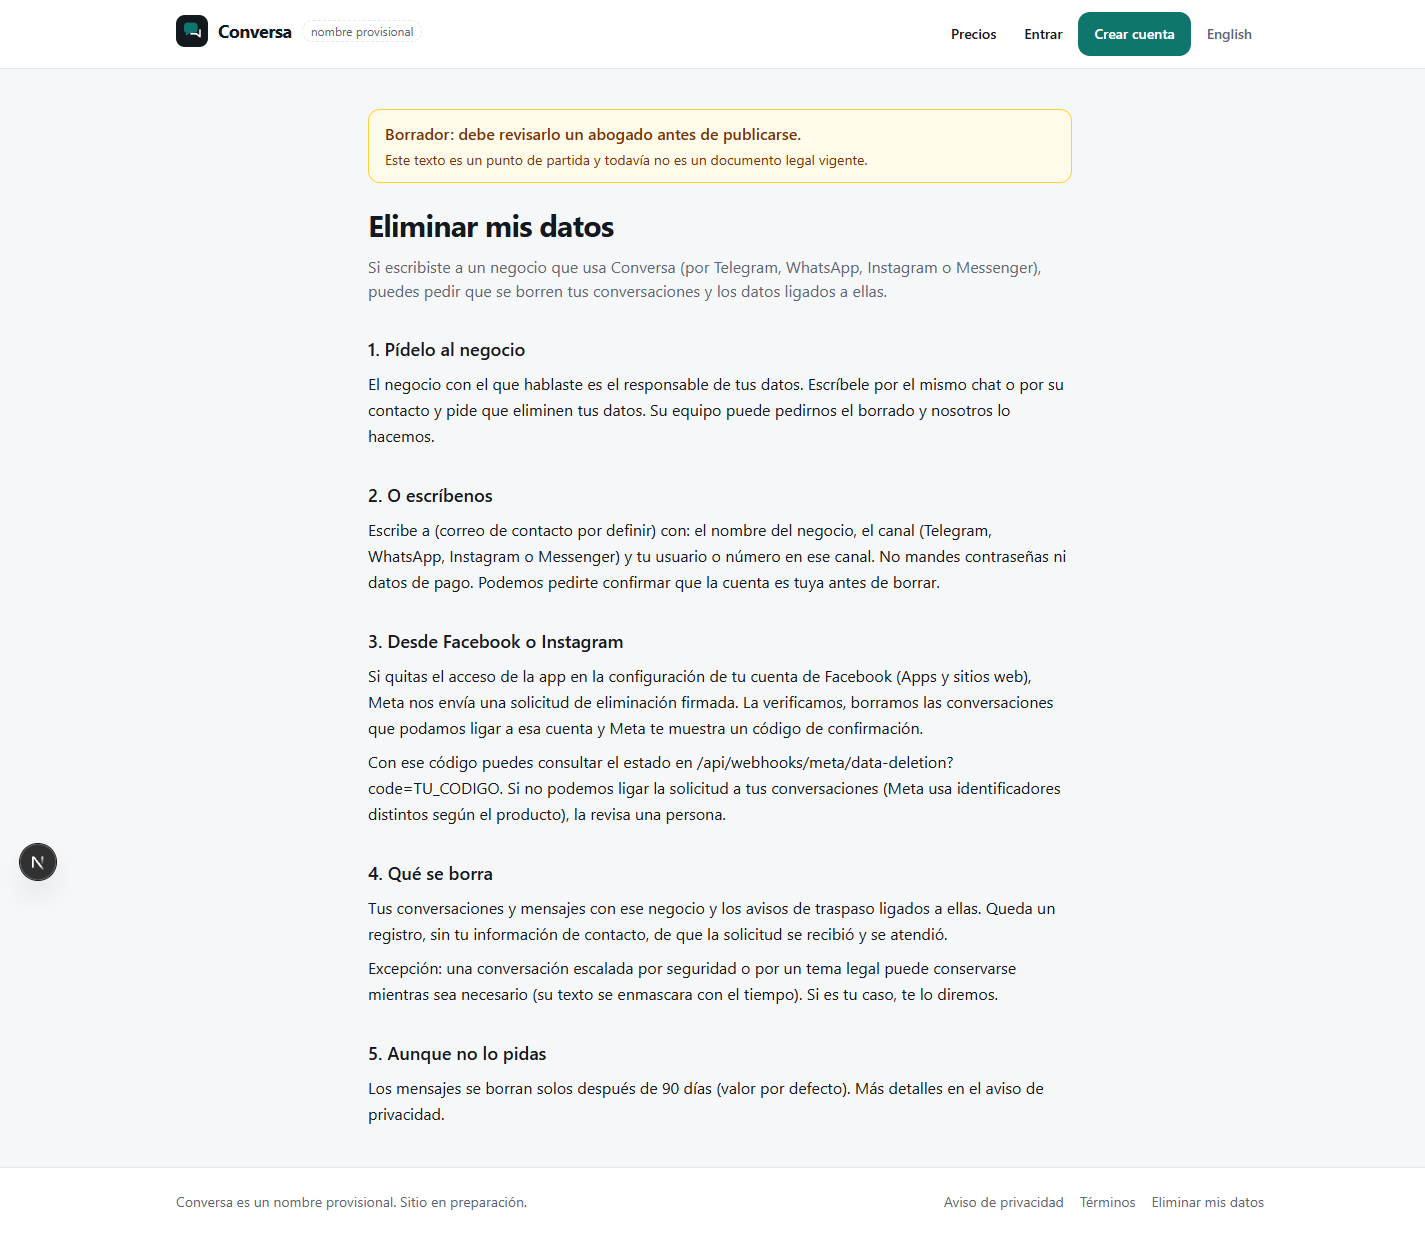 Conversa
nombre provisional
Precios
Entrar
Crear cuenta
English
Borrador: debe revisarlo un abogado antes de publicarse.
Este texto es un punto de partida y todavía no es un documento legal vigente.
Eliminar mis datos
Si escribiste a un negocio que usa Conversa (por Telegram, WhatsApp, Instagram o Messenger),
puedes pedir que se borren tus conversaciones y los datos ligados a ellas.
1. Pídelo al negocio
El negocio con el que hablaste es el responsable de tus datos. Escríbele por el mismo chat o por su
contacto y pide que eliminen tus datos. Su equipo puede pedirnos el borrado y nosotros lo
hacemos.
2. O escríbenos
Escribe a (correo de contacto por definir) con: el nombre del negocio, el canal (Telegram,
WhatsApp, Instagram o Messenger) y tu usuario o número en ese canal. No mandes contraseñas ni
datos de pago. Podemos pedirte confirmar que la cuenta es tuya antes de borrar.
3. Desde Facebook o Instagram
Si quitas el acceso de la app en la configuración de tu cuenta de Facebook (Apps y sitios web),
Meta nos envía una solicitud de eliminación firmada. La verificamos, borramos las conversaciones
que podamos ligar a esa cuenta y Meta te muestra un código de confirmación.
Con ese código puedes consultar el estado en /api/webhooks/meta/data-deletion?
code=TU_CODIGO. Si no podemos ligar la solicitud a tus conversaciones (Meta usa identificadores
distintos según el producto), la revisa una persona.
N
4. Qué se borra
Tus conversaciones y mensajes con ese negocio y los avisos de traspaso ligados a ellas. Queda un
registro, sin tu información de contacto, de que la solicitud se recibió y se atendió.
Excepción: una conversación escalada por seguridad o por un tema legal puede conservarse
mientras sea necesario (su texto se enmascara con el tiempo). Si es tu caso, te lo diremos.
5. Aunque no lo pidas
Los mensajes se borran solos después de 90 días (valor por defecto). Más detalles en el aviso de
privacidad.
Conversa es un nombre provisional. Sitio en preparación.
Aviso de privacidad
Términos
Eliminar mis datos